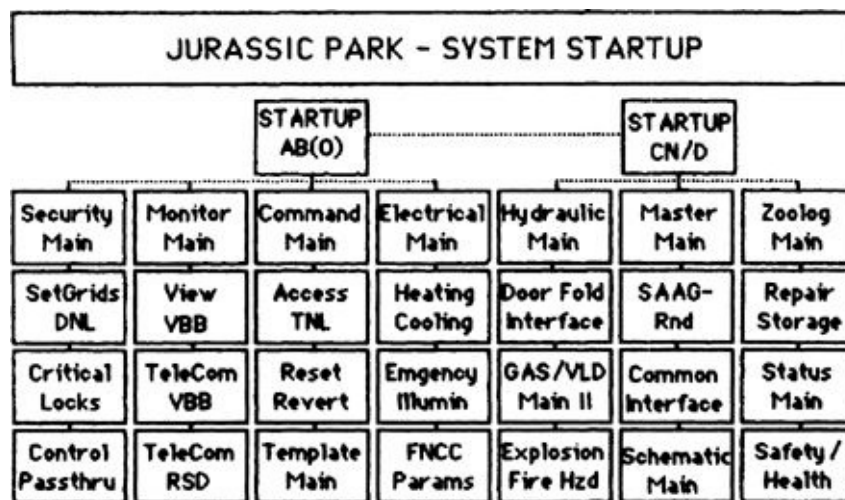 JURASSIC PARK - SYSTEM STARTUP
STARTUP
AB(0)
STARTUP
CN/D
Security
Main
Monitor
Main
Command
Main
Electrical
Main
Hydraulic
Main
Master
Main
Zoolog
Main
SetGrids
DNL
View
VBB
Access
TNL
Heating
Cooling
Door Fold
Interface
SAAG-
Rnd
Repair
Storage
Critical
Locks
TeleCom
VBB
Reset
Revert
Emgency
Illumin
GAS/VLD
Main II
Common
Interface
Status
Main
Control
Passthru
TeleCom
RSD
Template
Main
FNCC
Params
Explosion
Fire Hzd
Schematic
Main
Safety/
Health